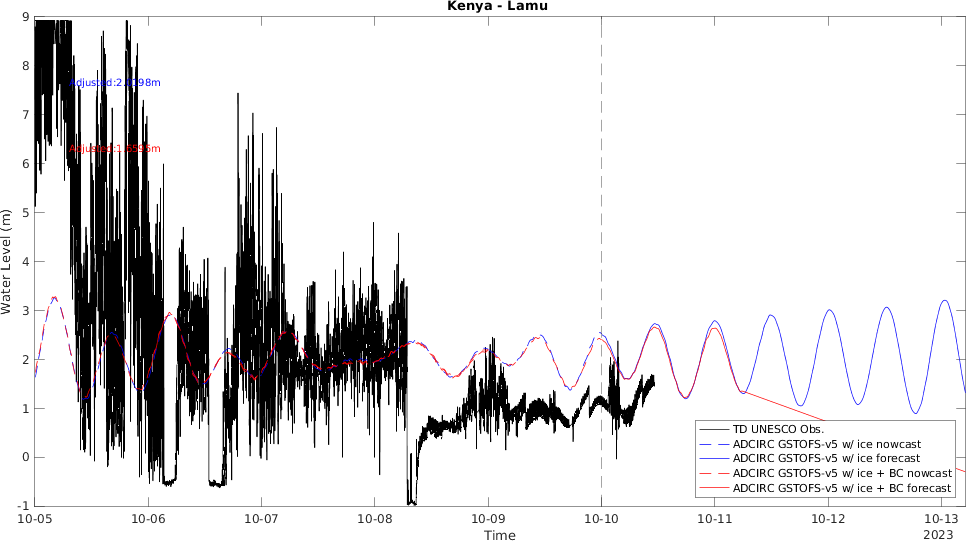 Kenya - Lamu
9
8
7
6
5
4
3
2
1
0
-1
Water Level (m)
10-05
10-06
10-07
10-08
10-09
10-10
10-11
10-12
10-13
2023
Time
TD UNESCO Obs.
ADCIRC GSTOFS-v5 w/ ice nowcast
ADCIRC GSTOFS-v5 w/ ice forecast
ADCIRC GSTOFS-v5 w/ ice + BC nowcast
ADCIRC GSTOFS-v5 w/ ice + BC forecast